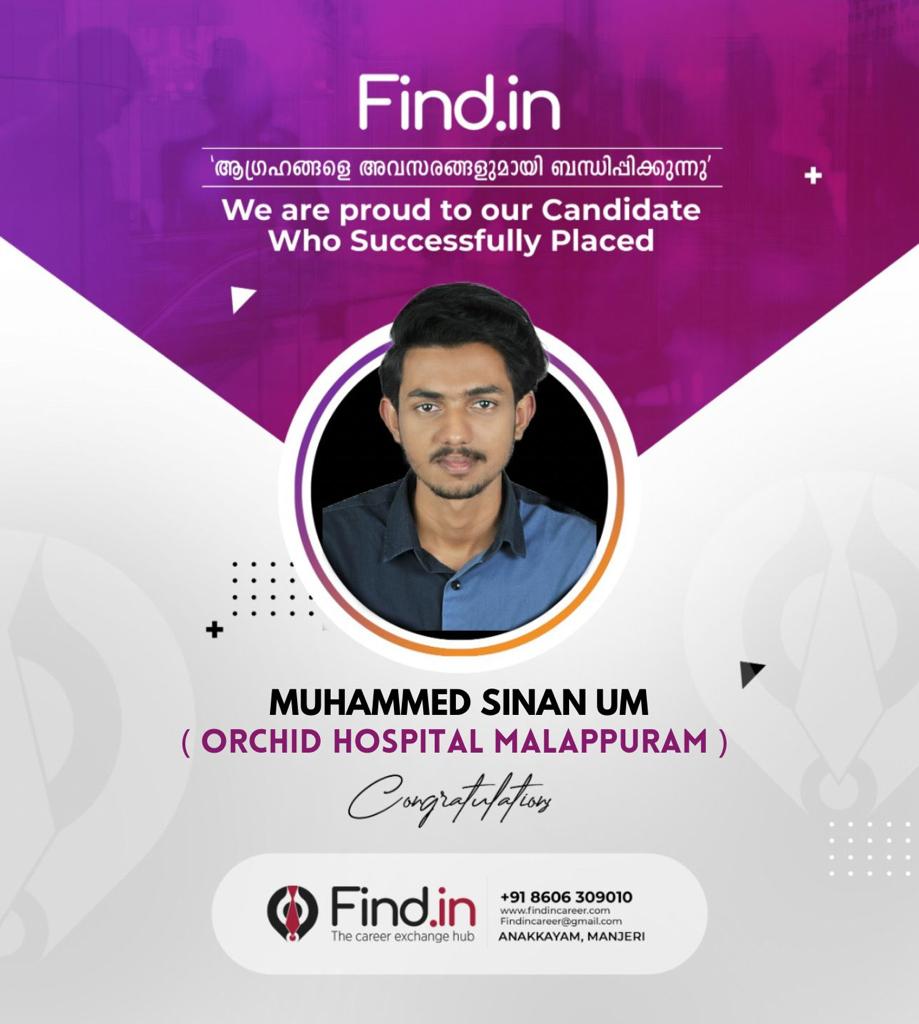 Find.in
'ആഗ്രഹങ്ങളെ അവസരങ്ങളുമായി ബന്ധിപ്പിക്കുന്നു'
We are proud to our Candidate
Who Successfully Placed
MUHAMMED SINAN UM
( ORCHID HOSPITAL MALAPPURAM )
Congratulations
Find.in
The career exchange hub
+91 8606 309010
www.findincareer.com
Findincareer@gmail.com
ANAKKAYAM, MANJERI